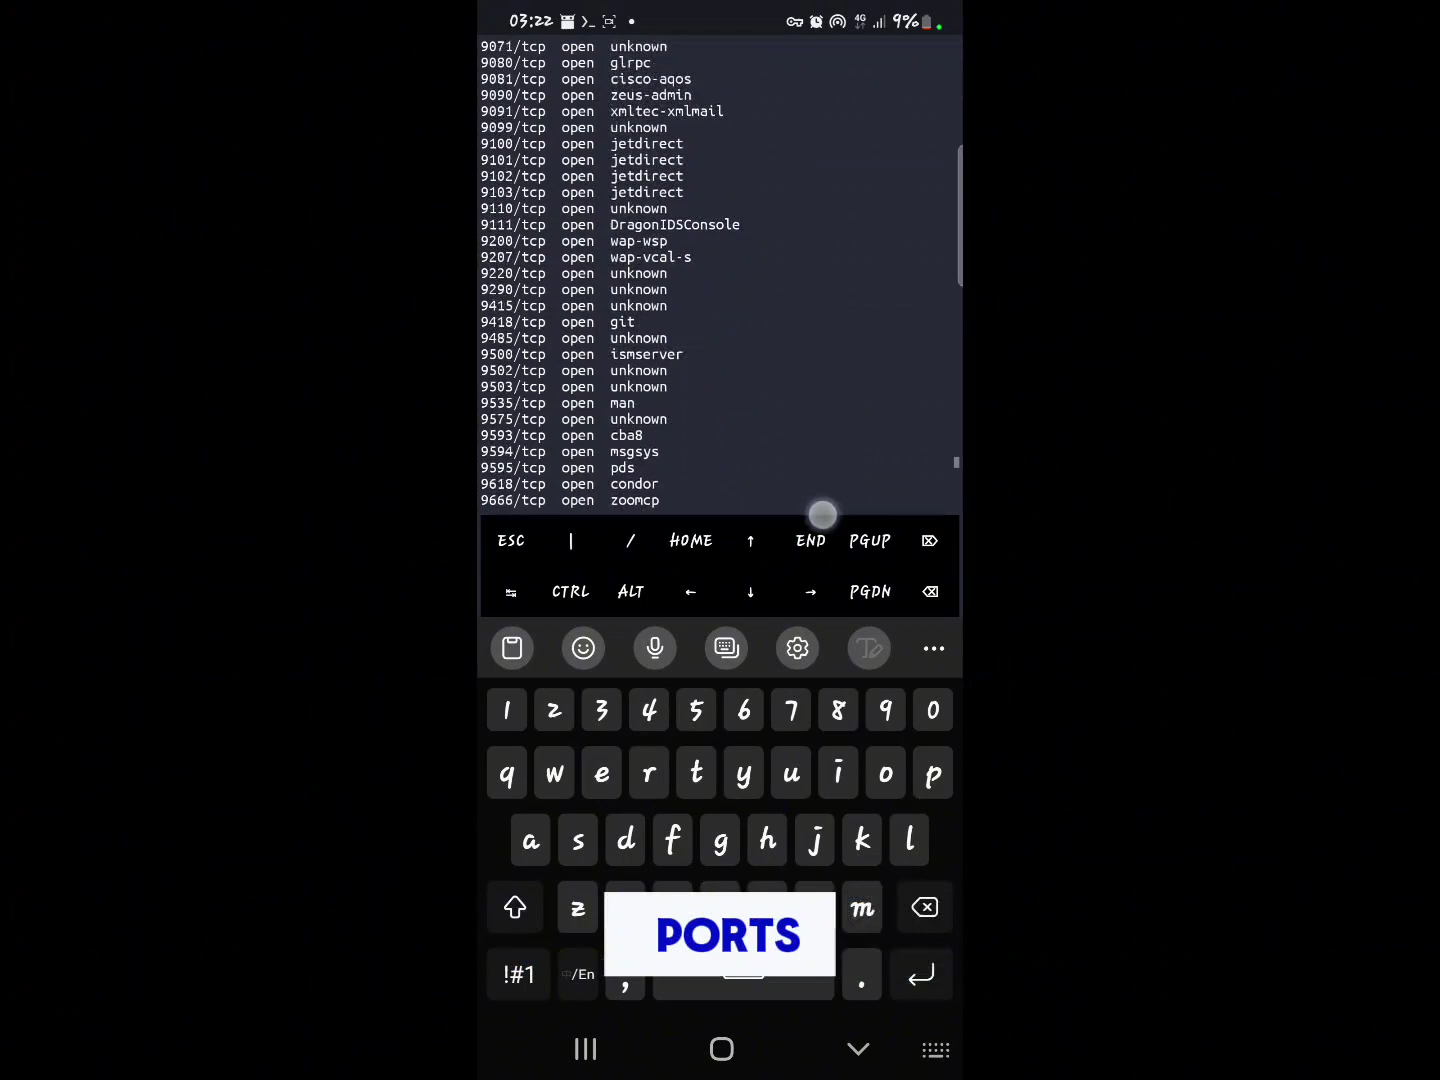 03:22 4G 9%
9071/tcp open unknown
9080/tcp open glrpc
9081/tcp open cisco-aqos
9090/tcp open zeus-admin
9091/tcp open xmltec-xmlmail
9099/tcp open unknown
9100/tcp open jetdirect
9101/tcp open jetdirect
9102/tcp open jetdirect
9103/tcp open jetdirect
9110/tcp open unknown
9111/tcp open DragonIDSConsole
9200/tcp open wap-wsp
9207/tcp open wap-vcal-s
9220/tcp open unknown
9290/tcp open unknown
9415/tcp open unknown
9418/tcp open git
9485/tcp open unknown
9500/tcp open ismserver
9502/tcp open unknown
9503/tcp open unknown
9535/tcp open man
9575/tcp open unknown
9593/tcp open cba8
9594/tcp open msgsys
9595/tcp open pds
9618/tcp open condor
9666/tcp open zoomcp
ESC | / HOME ↑ END PGUP ⌦
↹ CTRL ALT ← ↓ → PGDN ⌫
1 2 3 4 5 6 7 8 9 0
q w e r t y u i o p
a s d f g h j k l
z m
PORTS
!#1 中/En , .